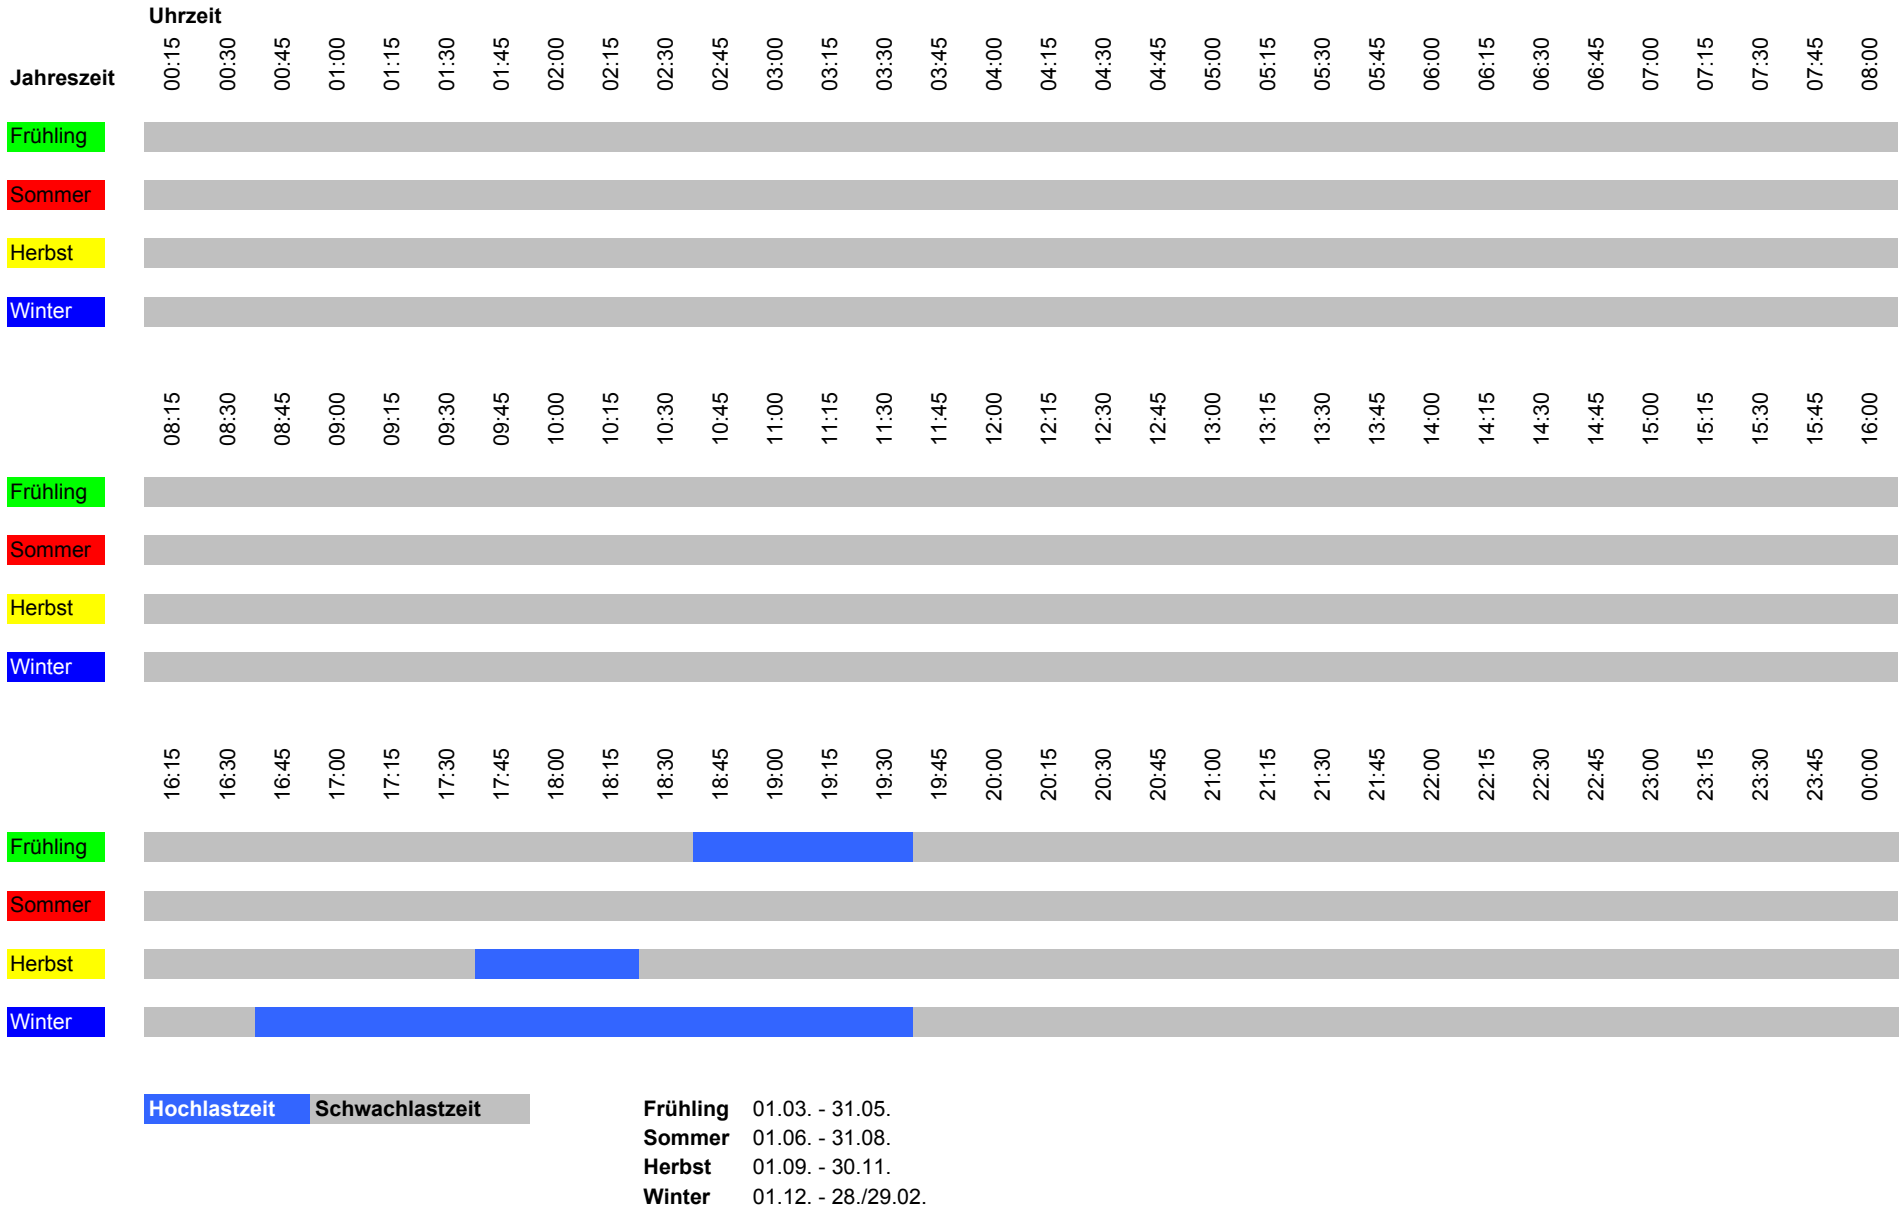 Uhrzeit
Jahreszeit 00:15 00:30 00:45 01:00 01:15 01:30 01:45 02:00 02:15 02:30 02:45 03:00 03:15 03:30 03:45 04:00 04:15 04:30 04:45 05:00 05:15 05:30 05:45 06:00 06:15 06:30 06:45 07:00 07:15 07:30 07:45 08:00
Frühling
Sommer
Herbst
Winter
08:15 08:30 08:45 09:00 09:15 09:30 09:45 10:00 10:15 10:30 10:45 11:00 11:15 11:30 11:45 12:00 12:15 12:30 12:45 13:00 13:15 13:30 13:45 14:00 14:15 14:30 14:45 15:00 15:15 15:30 15:45 16:00
Frühling
Sommer
Herbst
Winter
16:15 16:30 16:45 17:00 17:15 17:30 17:45 18:00 18:15 18:30 18:45 19:00 19:15 19:30 19:45 20:00 20:15 20:30 20:45 21:00 21:15 21:30 21:45 22:00 22:15 22:30 22:45 23:00 23:15 23:30 23:45 00:00
Frühling
Sommer
Herbst
Winter
Hochlastzeit Schwachlastzeit Frühling 01.03. - 31.05.
Sommer 01.06. - 31.08.
Herbst 01.09. - 30.11.
Winter 01.12. - 28./29.02.